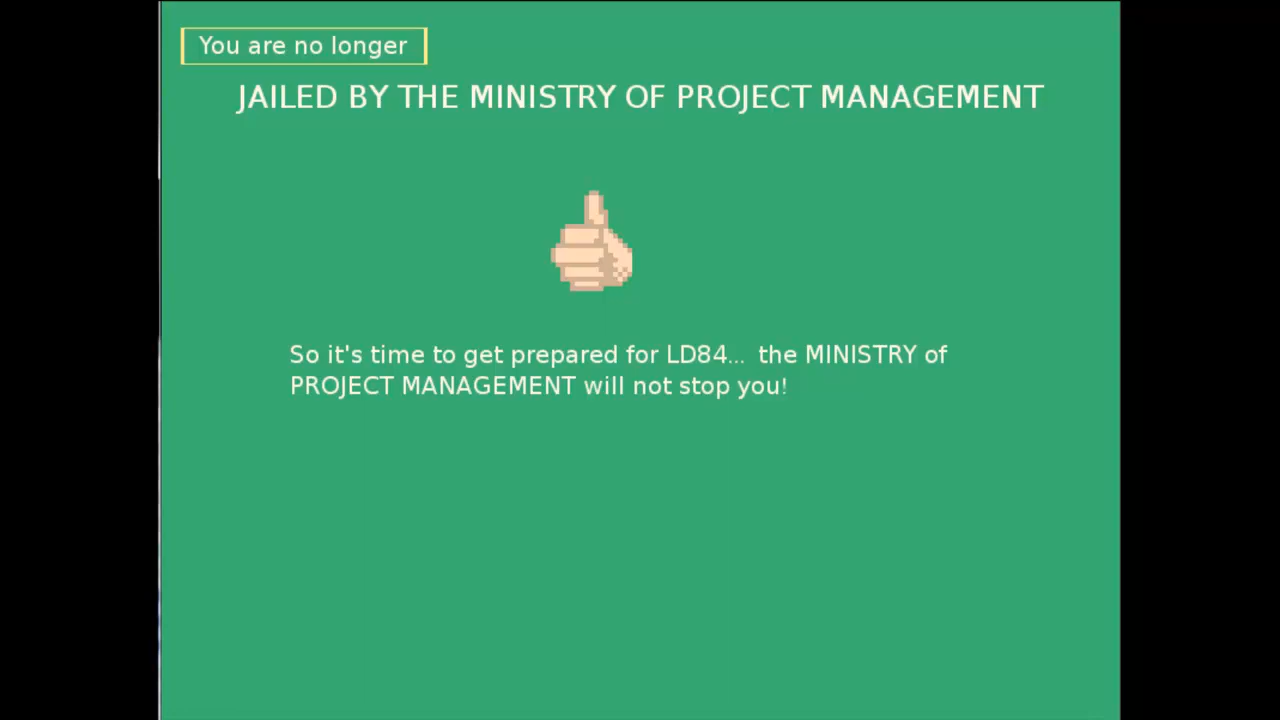 You are no longer
JAILED BY THE MINISTRY OF PROJECT MANAGEMENT
So it's time to get prepared for LD84... the MINISTRY of
PROJECT MANAGEMENT will not stop you!